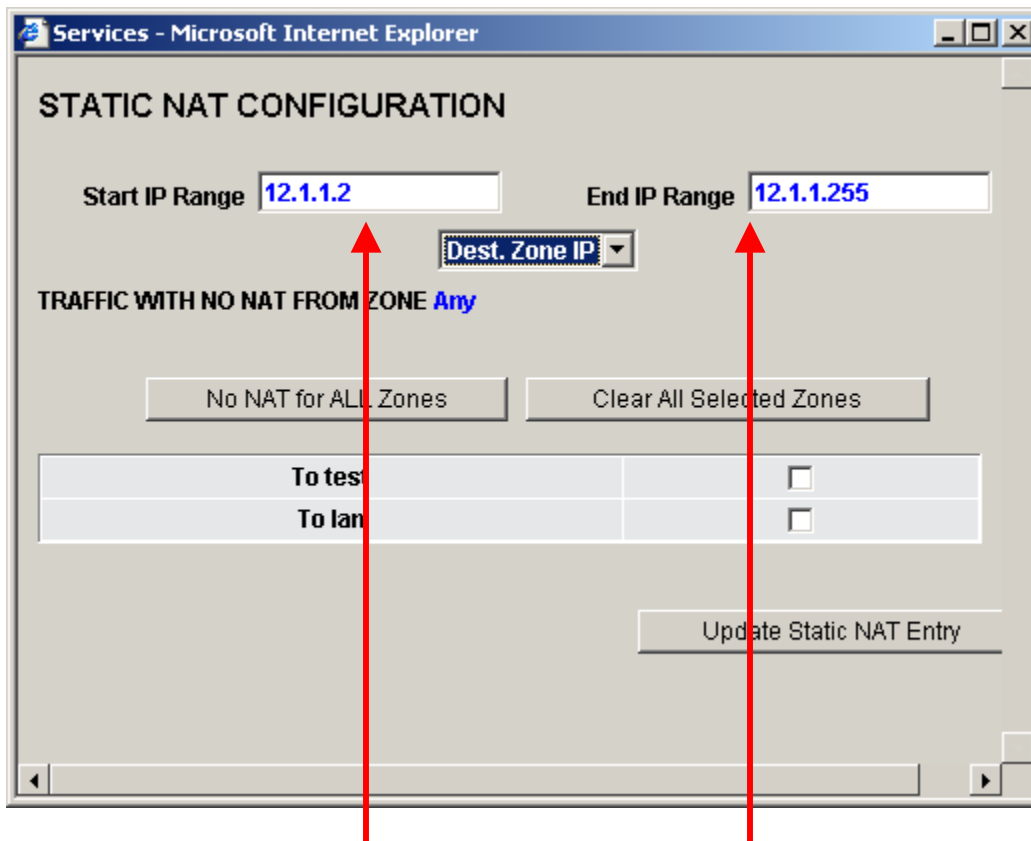 Services - Microsoft Internet Explorer
STATIC NAT CONFIGURATION
Start IP Range 12.1.1.2 End IP Range 12.1.1.255
Dest. Zone IP
TRAFFIC WITH NO NAT FROM ZONE Any
No NAT for ALL Zones Clear All Selected Zones
To test
To lan
Update Static NAT Entry